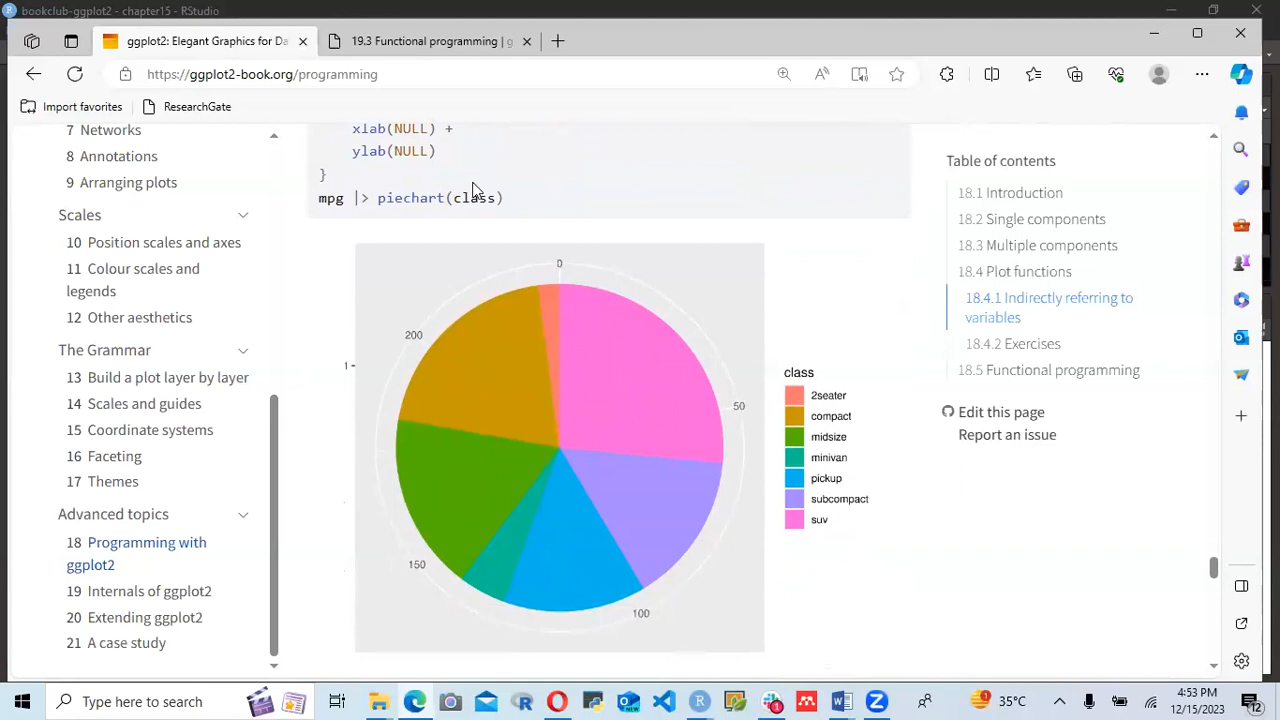 bookclub-ggplot2 - chapter15 - RStudio
ggplot2: Elegant Graphics for Da
19.3 Functional programming | g
https://ggplot2-book.org/programming
Import favorites
ResearchGate
7 Networks
8 Annotations
9 Arranging plots
Scales
10 Position scales and axes
11 Colour scales and
legends
12 Other aesthetics
The Grammar
13 Build a plot layer by layer
14 Scales and guides
15 Coordinate systems
16 Faceting
17 Themes
Advanced topics
18 Programming with
ggplot2
19 Internals of ggplot2
20 Extending ggplot2
21 A case study
xlab(NULL) +
ylab(NULL)
}
mpg |> piechart(class)
0
200
1
50
150
100
class
2seater
compact
midsize
minivan
pickup
subcompact
suv
Table of contents
18.1 Introduction
18.2 Single components
18.3 Multiple components
18.4 Plot functions
18.4.1 Indirectly referring to
variables
18.4.2 Exercises
18.5 Functional programming
Edit this page
Report an issue
Type here to search
1
35°C
4:53 PM
12/15/2023
12